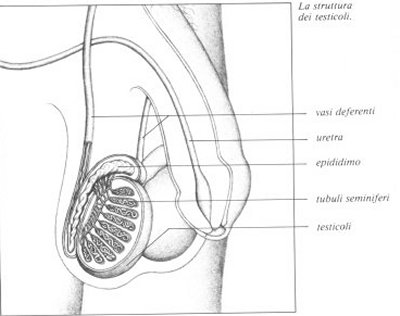 La struttura
dei testicoli.
vasi deferenti
uretra
epididimo
tubuli seminiferi
testicoli